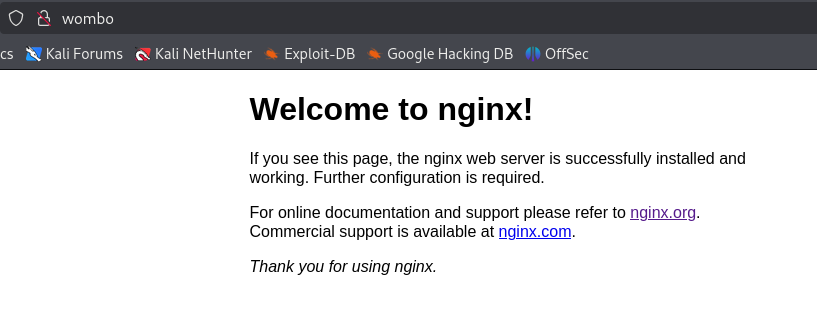 wombo
cs Kali Forums Kali NetHunter Exploit-DB Google Hacking DB OffSec
Welcome to nginx!
If you see this page, the nginx web server is successfully installed and
working. Further configuration is required.
For online documentation and support please refer to nginx.org.
Commercial support is available at nginx.com.
Thank you for using nginx.